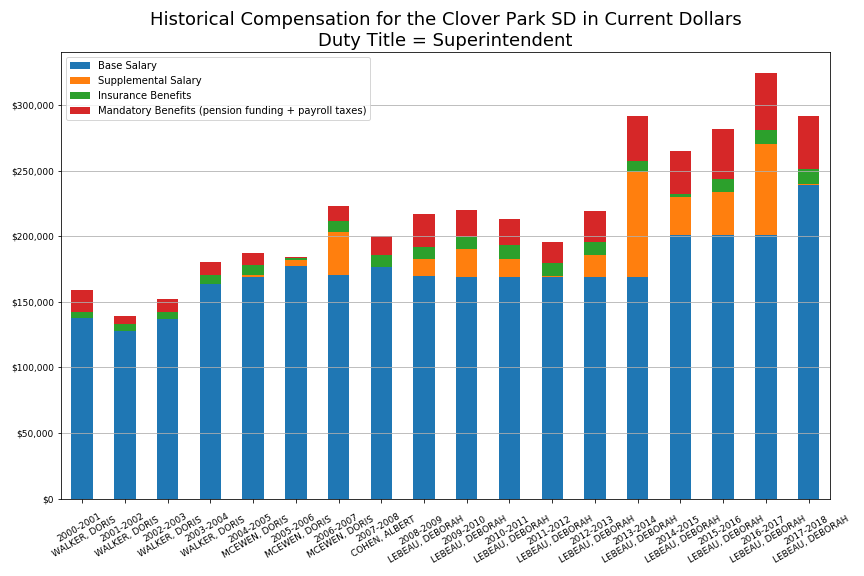 Historical Compensation for the Clover Park SD in Current Dollars
Duty Title = Superintendent
Base Salary
Supplemental Salary
Insurance Benefits
Mandatory Benefits (pension funding + payroll taxes)
$300,000
$250,000
$200,000
$150,000
$100,000
$50,000
$0
2000-2001
WALKER, DORIS
2001-2002
WALKER, DORIS
2002-2003
WALKER, DORIS
2003-2004
WALKER, DORIS
2004-2005
MCEWEN, DORIS
2005-2006
MCEWEN, DORIS
2006-2007
MCEWEN, DORIS
2007-2008
COHEN, ALBERT
2008-2009
LEBEAU, DEBORAH
2009-2010
LEBEAU, DEBORAH
2010-2011
LEBEAU, DEBORAH
2011-2012
LEBEAU, DEBORAH
2012-2013
LEBEAU, DEBORAH
2013-2014
LEBEAU, DEBORAH
2014-2015
LEBEAU, DEBORAH
2015-2016
LEBEAU, DEBORAH
2016-2017
LEBEAU, DEBORAH
2017-2018
LEBEAU, DEBORAH